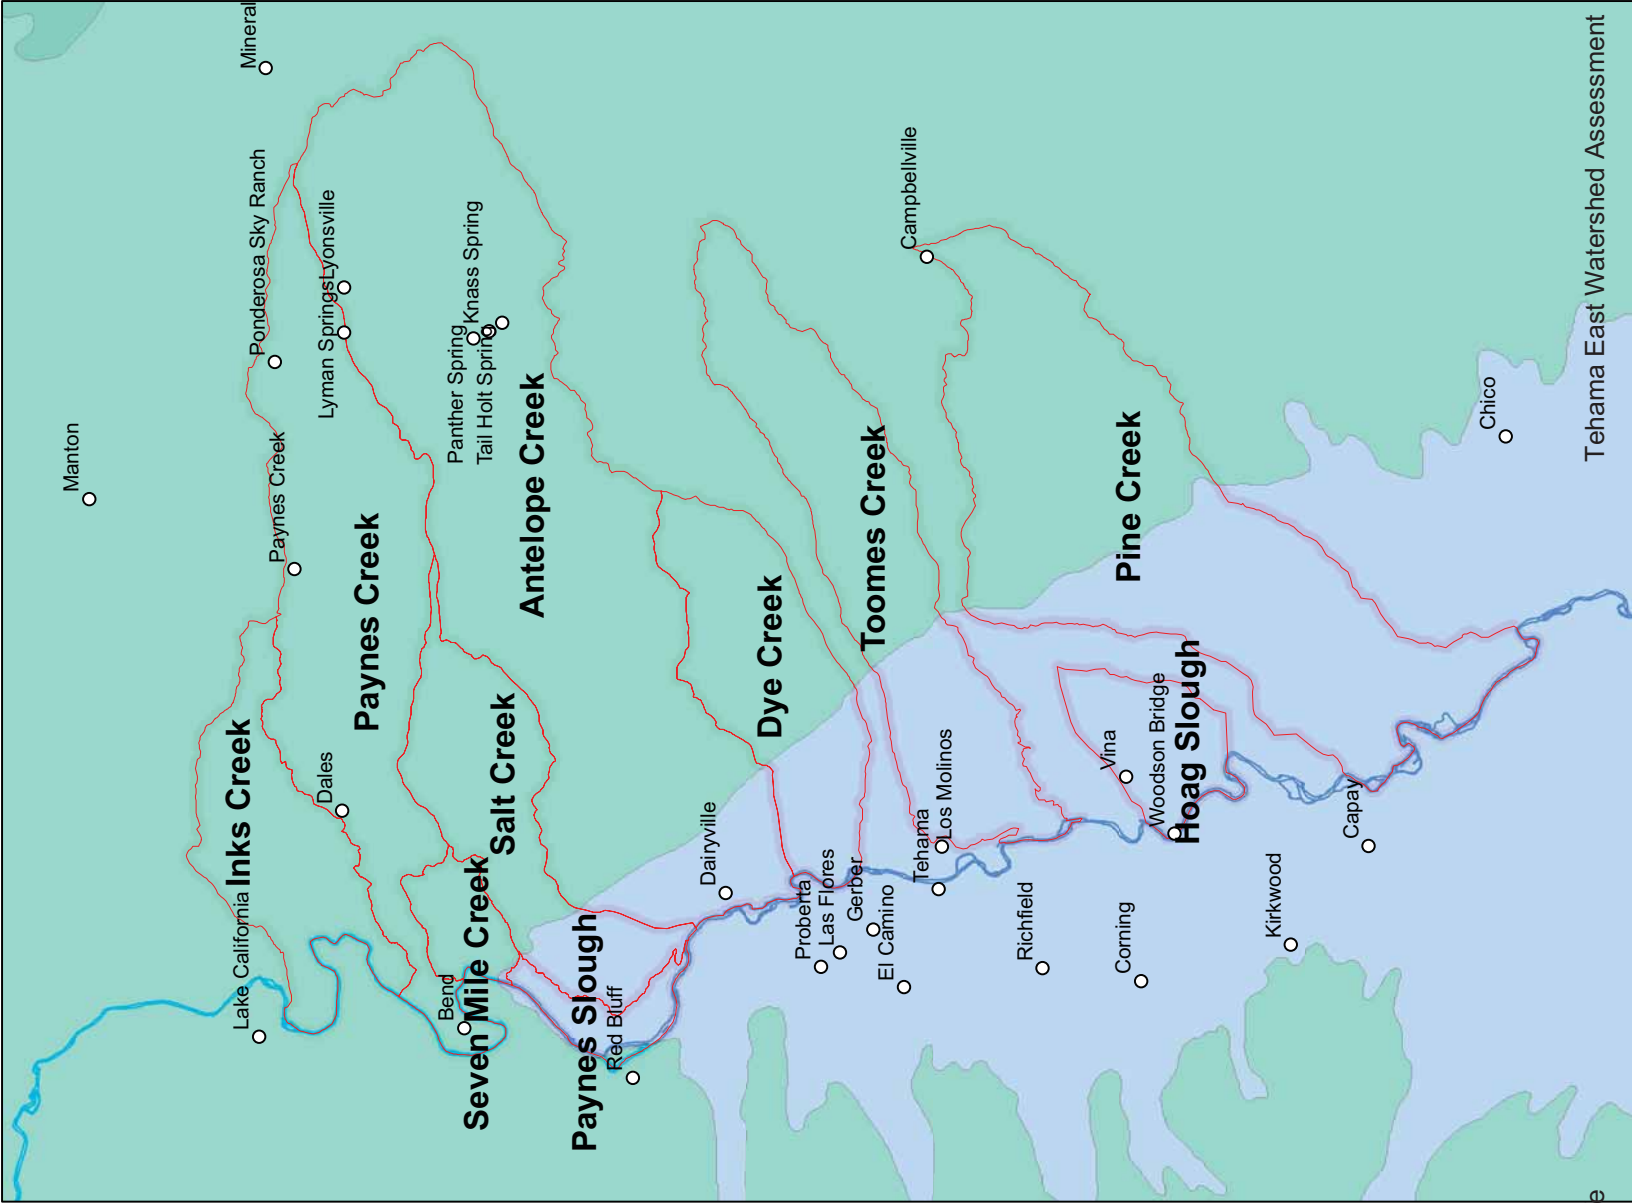 Mineral
Manton
Ponderosa Sky Ranch
Lyonsville
Lyman Springs
Knass Spring
Panther Spring
Tail Holt Spring
Paynes Creek
Paynes Creek
Antelope Creek
Inks Creek
Dales
Salt Creek
Lake California
Bend
Seven Mile Creek
Paynes Slough
Red Bluff
Dairyville
Dye Creek
Toomes Creek
Campbellville
Pine Creek
Proberta
Las Flores
Gerber
El Camino
Tehama
Los Molinos
Vina
Woodson Bridge
Hoag Slough
Richfield
Corning
Kirkwood
Capay
Chico
Tehama East Watershed Assessment
e